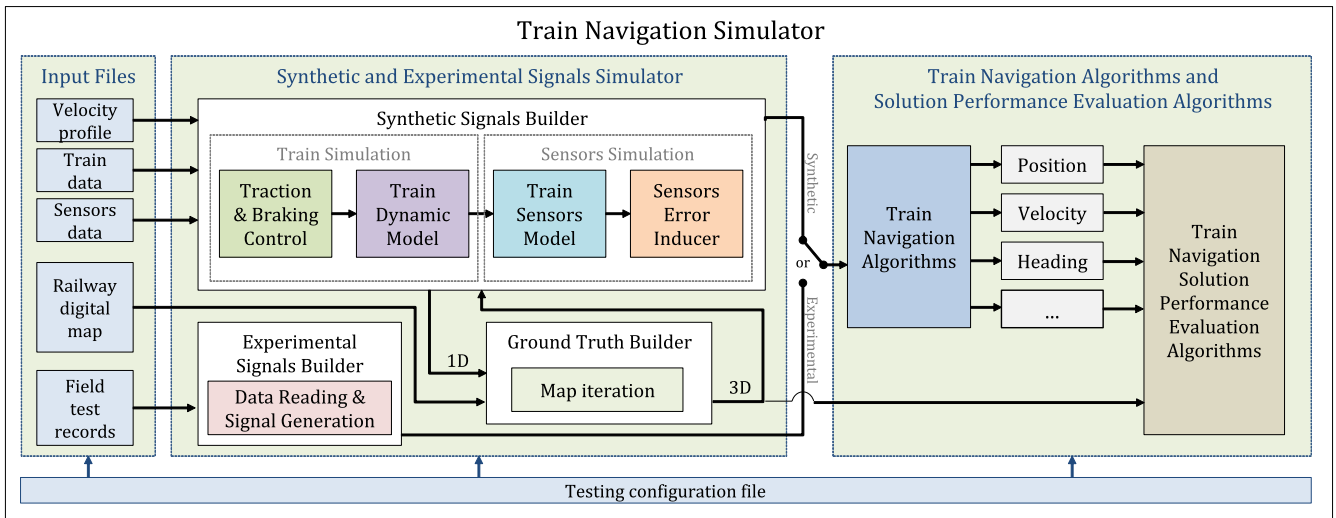 Train Navigation Simulator
Input Files
Velocity
profile
Train
data
Sensors
data
Railway
digital
map
Field
test
records
Synthetic and Experimental Signals Simulator
Synthetic Signals Builder
Train Simulation
Traction
& Braking
Control
Train
Dynamic
Model
Sensors Simulation
Train
Sensors
Model
Sensors
Error
Inducer
Experimental
Signals Builder
Data Reading &
Signal Generation
1D
Ground Truth Builder
Map iteration
3D
Synthetic
or
Experimental
Train Navigation Algorithms and
Solution Performance Evaluation Algorithms
Train
Navigation
Algorithms
Position
Velocity
Heading
...
Train
Navigation
Solution
Performance
Evaluation
Algorithms
Testing configuration file